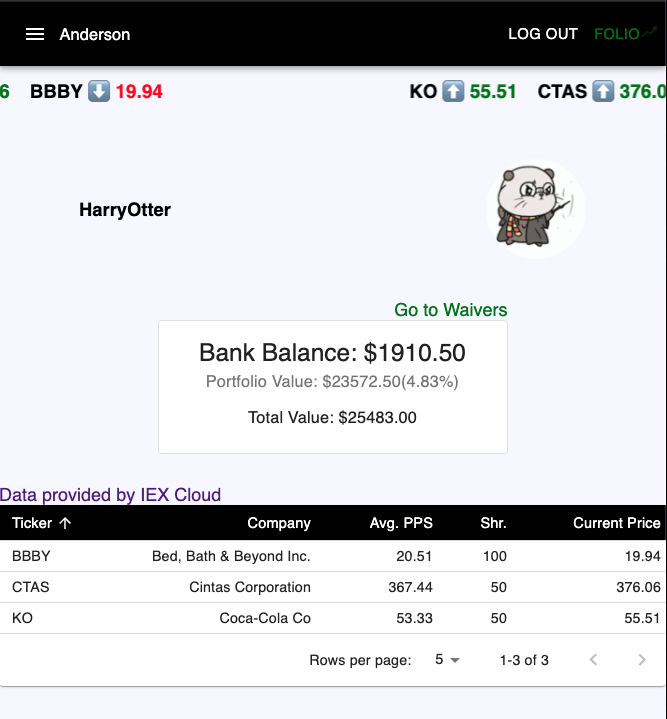 Anderson LOG OUT FOLIO
6 BBBY ⬇️ 19.94 KO ⬆️ 55.51 CTAS ⬆️ 376.0
HarryOtter
Go to Waivers
Bank Balance: $1910.50
Portfolio Value: $23572.50(4.83%)
Total Value: $25483.00
Data provided by IEX Cloud
Ticker ↑ Company Avg. PPS Shr. Current Price
BBBY Bed, Bath & Beyond Inc. 20.51 100 19.94
CTAS Cintas Corporation 367.44 50 376.06
KO Coca-Cola Co 53.33 50 55.51
Rows per page: 5 1-3 of 3